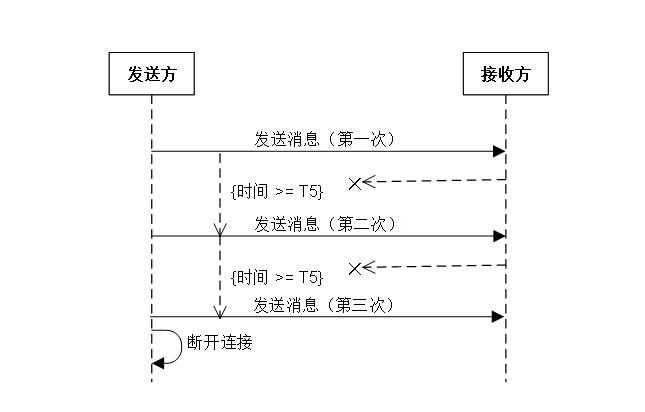 发送方
接收方
发送消息（第一次）
{时间 >= T5}
发送消息（第二次）
{时间 >= T5}
发送消息（第三次）
断开连接